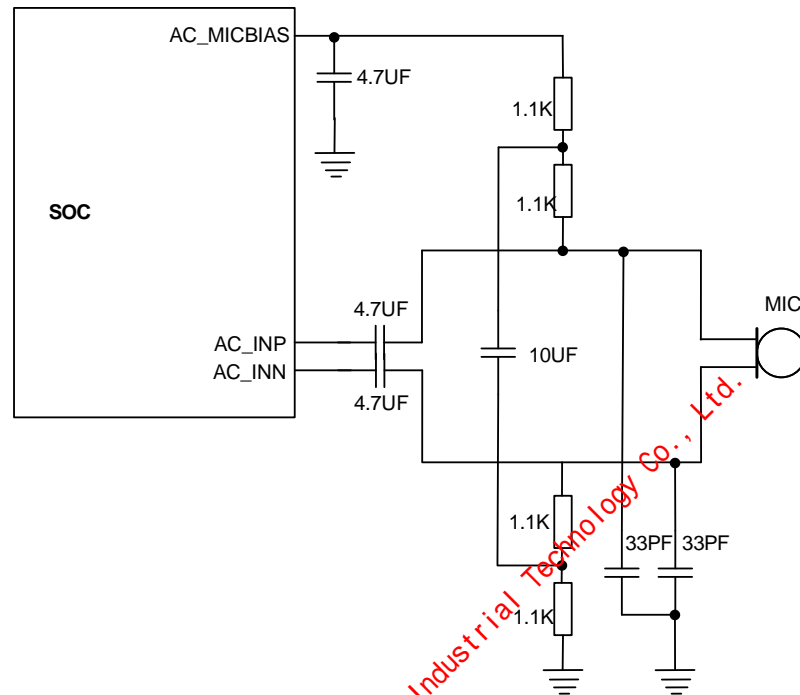 AC_MICBIAS
4.7UF
1.1K
1.1K
SOC
MIC
4.7UF
AC_INP
10UF
AC_INN
4.7UF
Industrial Technology Co., Ltd.
1.1K
33PF 33PF
1.1K